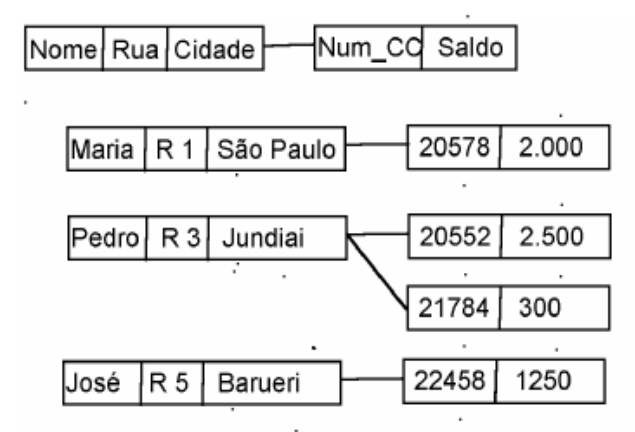 Nome Rua Cidade Num_CC Saldo
Maria R 1 São Paulo 20578 2.000
Pedro R 3 Jundiai 20552 2.500
21784 300
José R 5 Barueri 22458 1250